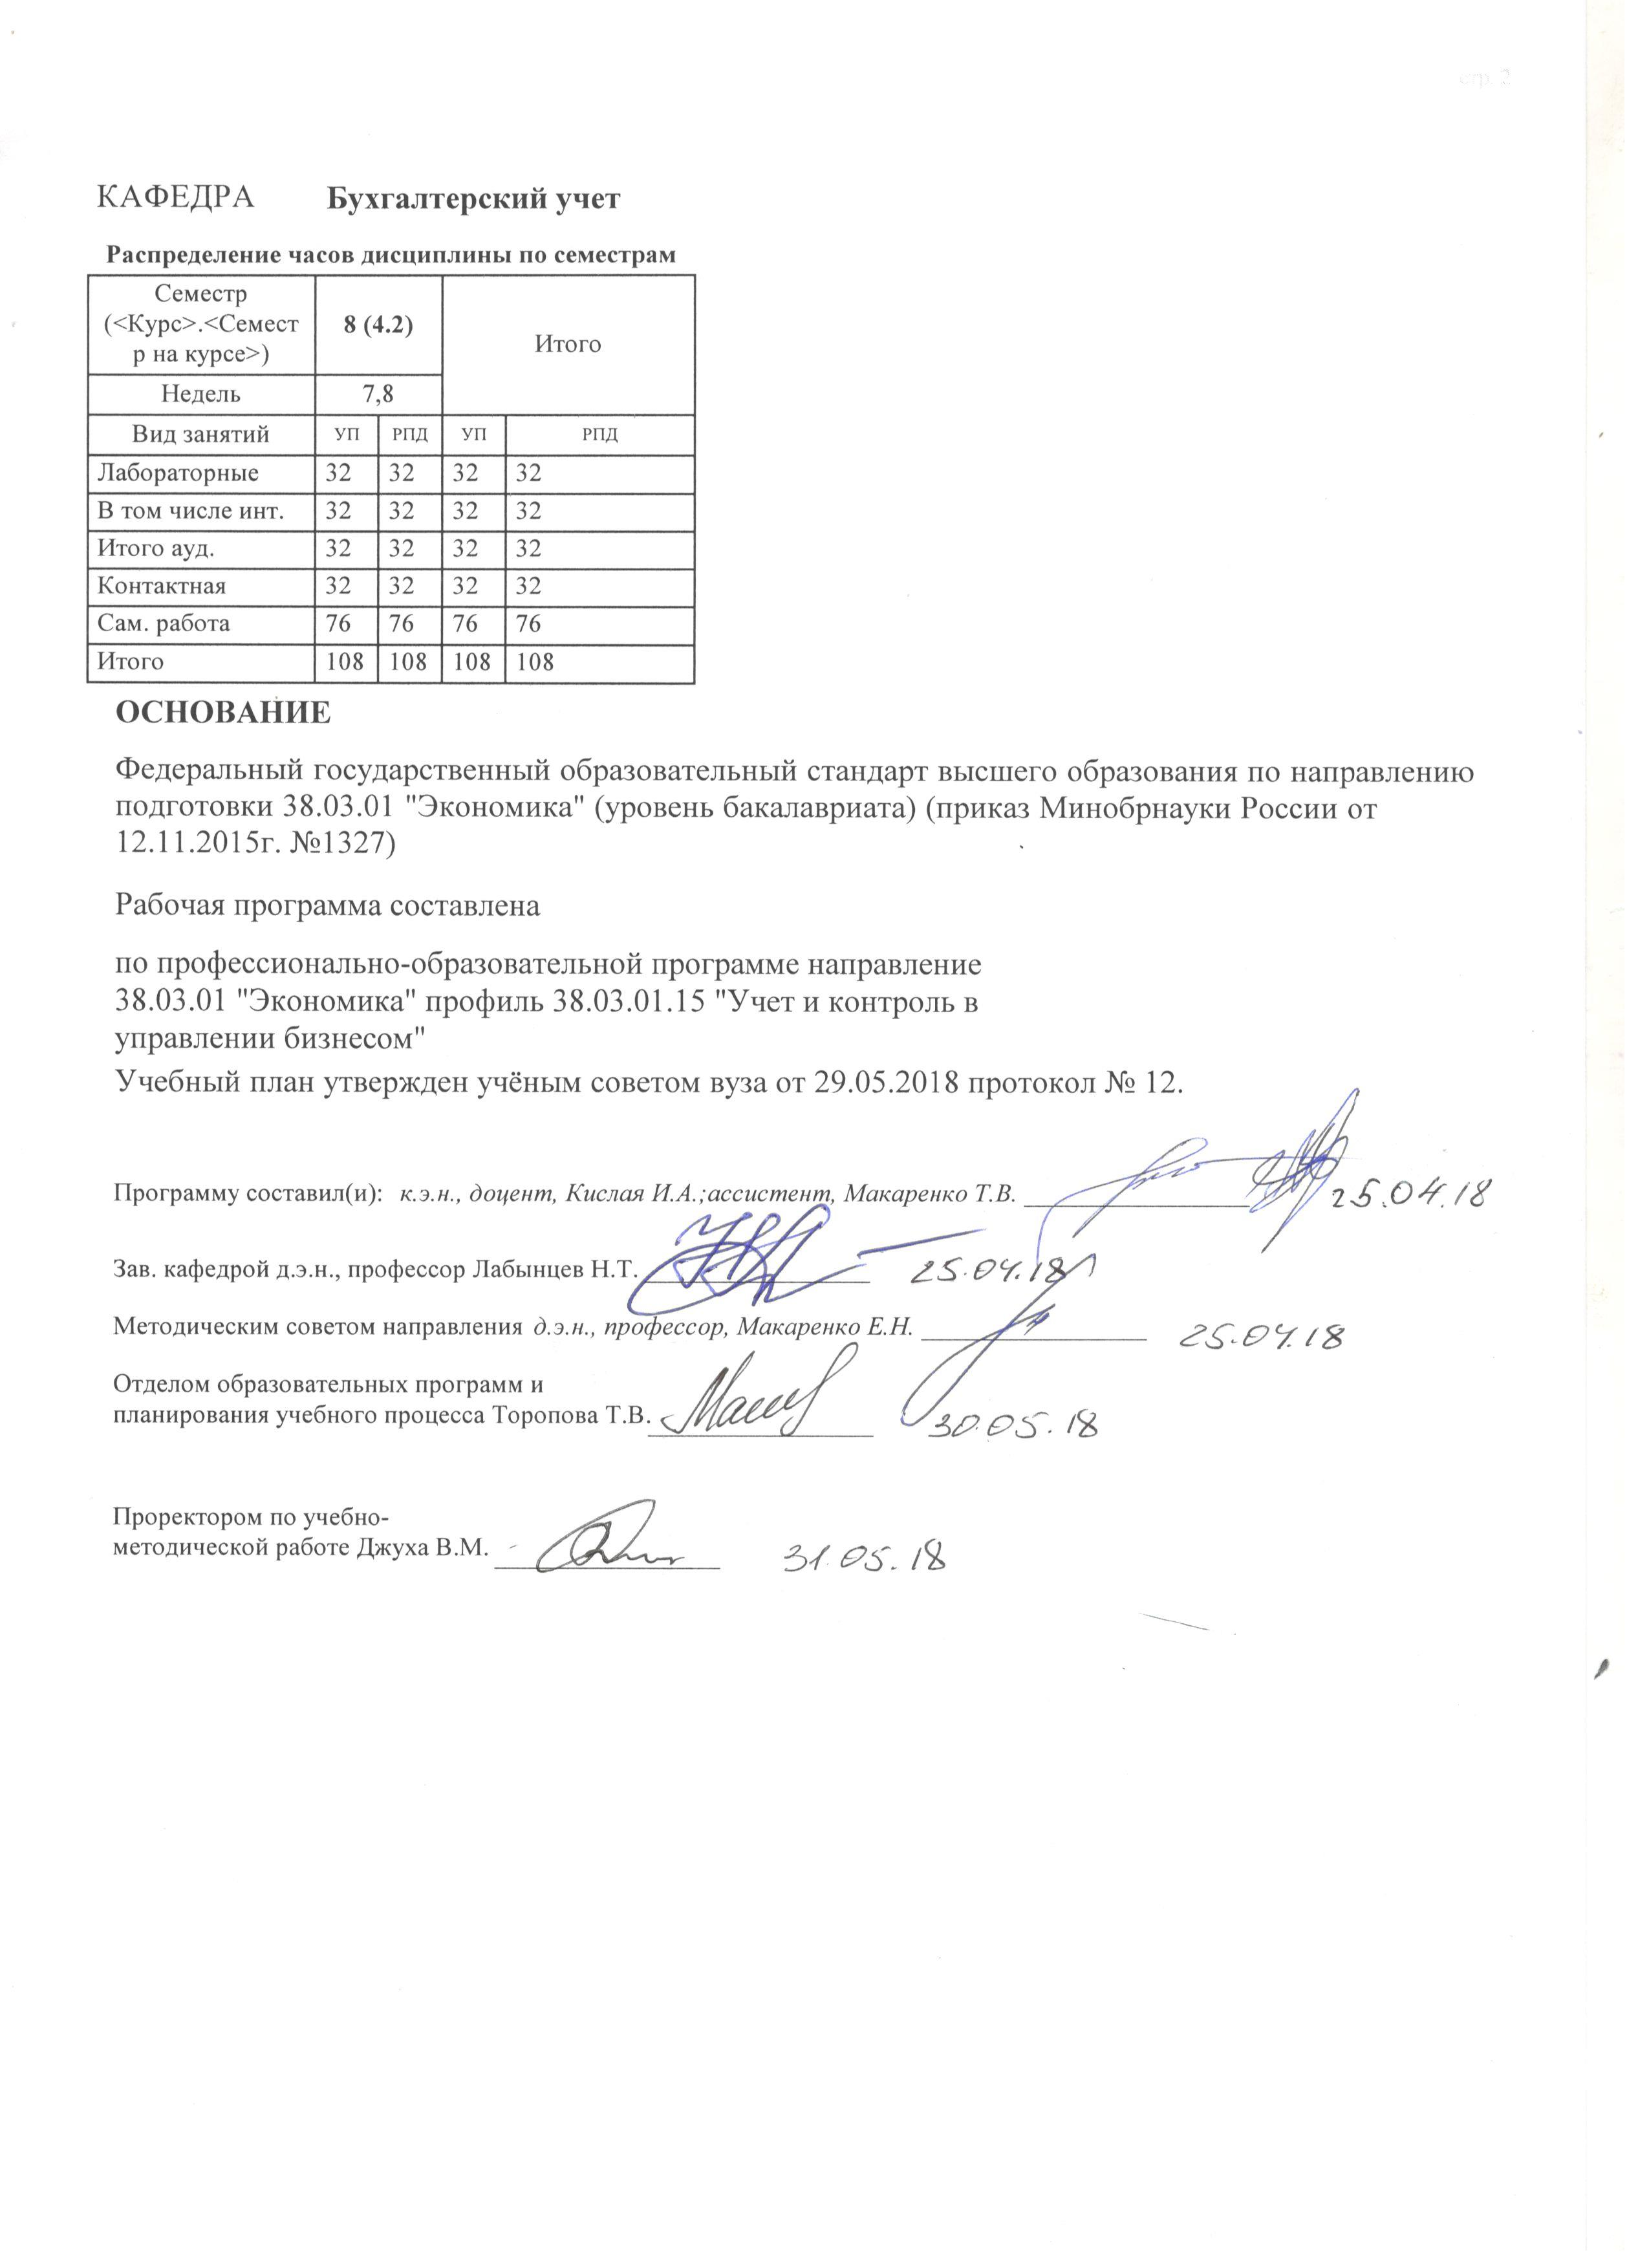 стр. 2
КАФЕДРА Бухгалтерский учет
Распределение часов дисциплины по семестрам
Семестр
(<Курс>.<Семест
р на курсе>) 8 (4.2) Итого
Недель 7,8
Вид занятий УП РПД УП РПД
Лабораторные 32 32 32 32
В том числе инт. 32 32 32 32
Итого ауд. 32 32 32 32
Контактная 32 32 32 32
Сам. работа 76 76 76 76
Итого 108 108 108 108
ОСНОВАНИЕ
Федеральный государственный образовательный стандарт высшего образования по направлению
подготовки 38.03.01 "Экономика" (уровень бакалавриата) (приказ Минобрнауки России от
12.11.2015г. №1327)
Рабочая программа составлена
по профессионально-образовательной программе направление
38.03.01 "Экономика" профиль 38.03.01.15 "Учет и контроль в
управлении бизнесом"
Учебный план утвержден учёным советом вуза от 29.05.2018 протокол № 12.
Программу составил(и): к.э.н., доцент, Кислая И.А.;ассистент, Макаренко Т.В. 25.04.18
Зав. кафедрой д.э.н., профессор Лабынцев Н.Т. 25.04.18
Методическим советом направления д.э.н., профессор, Макаренко Е.Н. 25.04.18
Отделом образовательных программ и
планирования учебного процесса Торопова Т.В. 30.05.18
Проректором по учебно-
методической работе Джуха В.М. 31.05.18